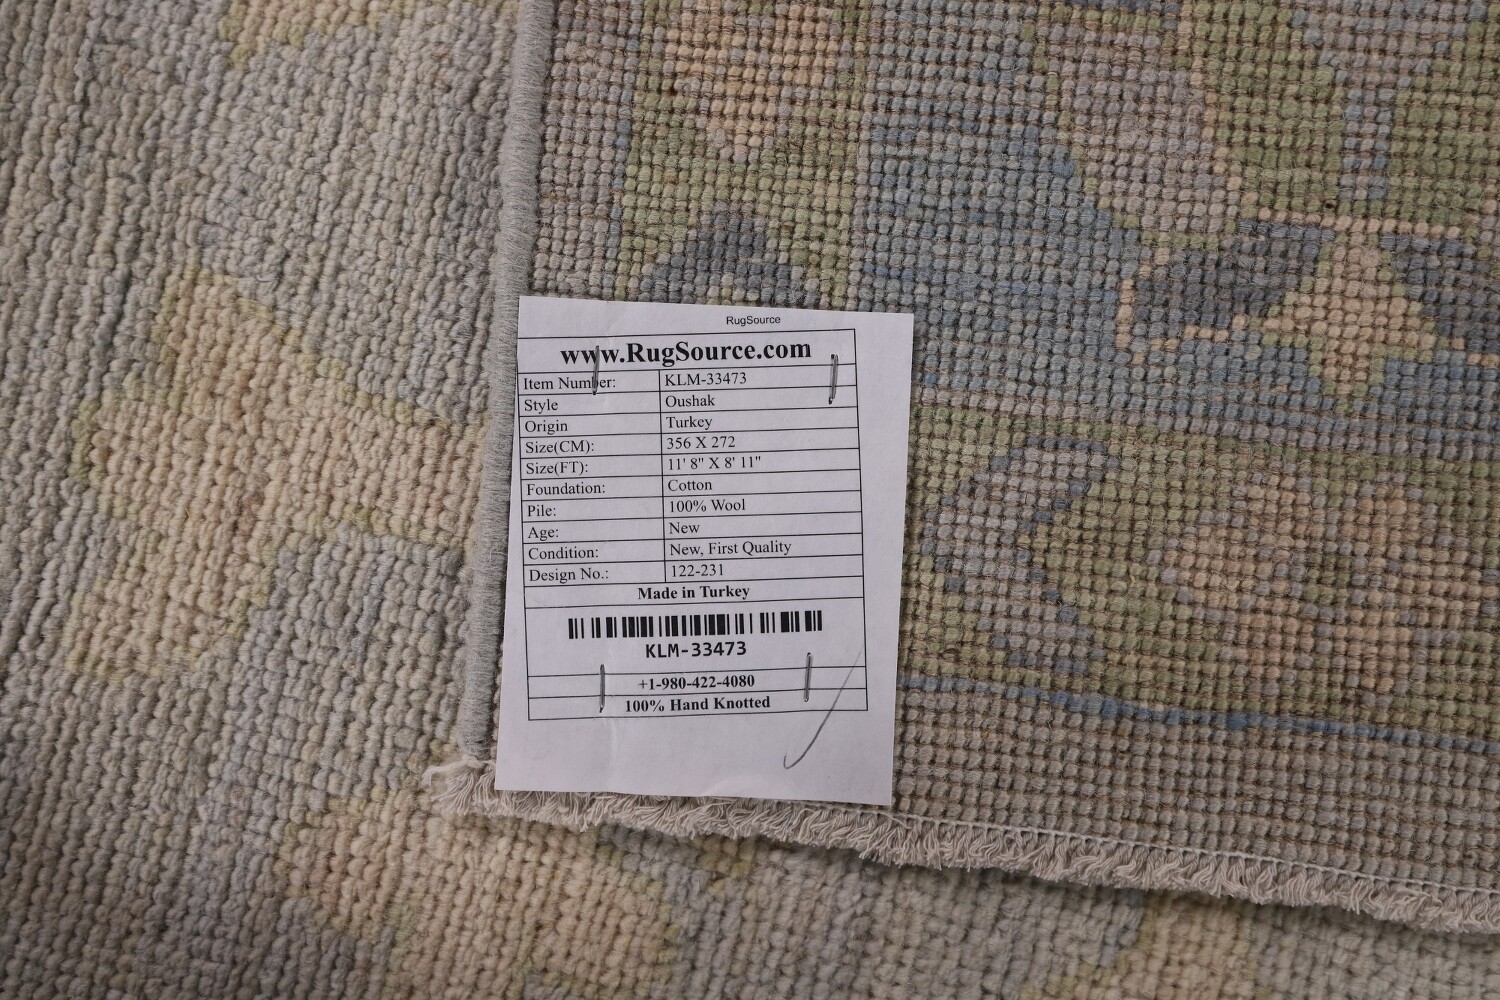 RugSource
www.RugSource.com
Item Number: KLM-33473
Style Oushak
Origin Turkey
Size(CM): 356 X 272
Size(FT): 11' 8" X 8' 11"
Foundation: Cotton
Pile: 100% Wool
Age: New
Condition: New, First Quality
Design No.: 122-231
Made in Turkey
KLM-33473
+1-980-422-4080
100% Hand Knotted